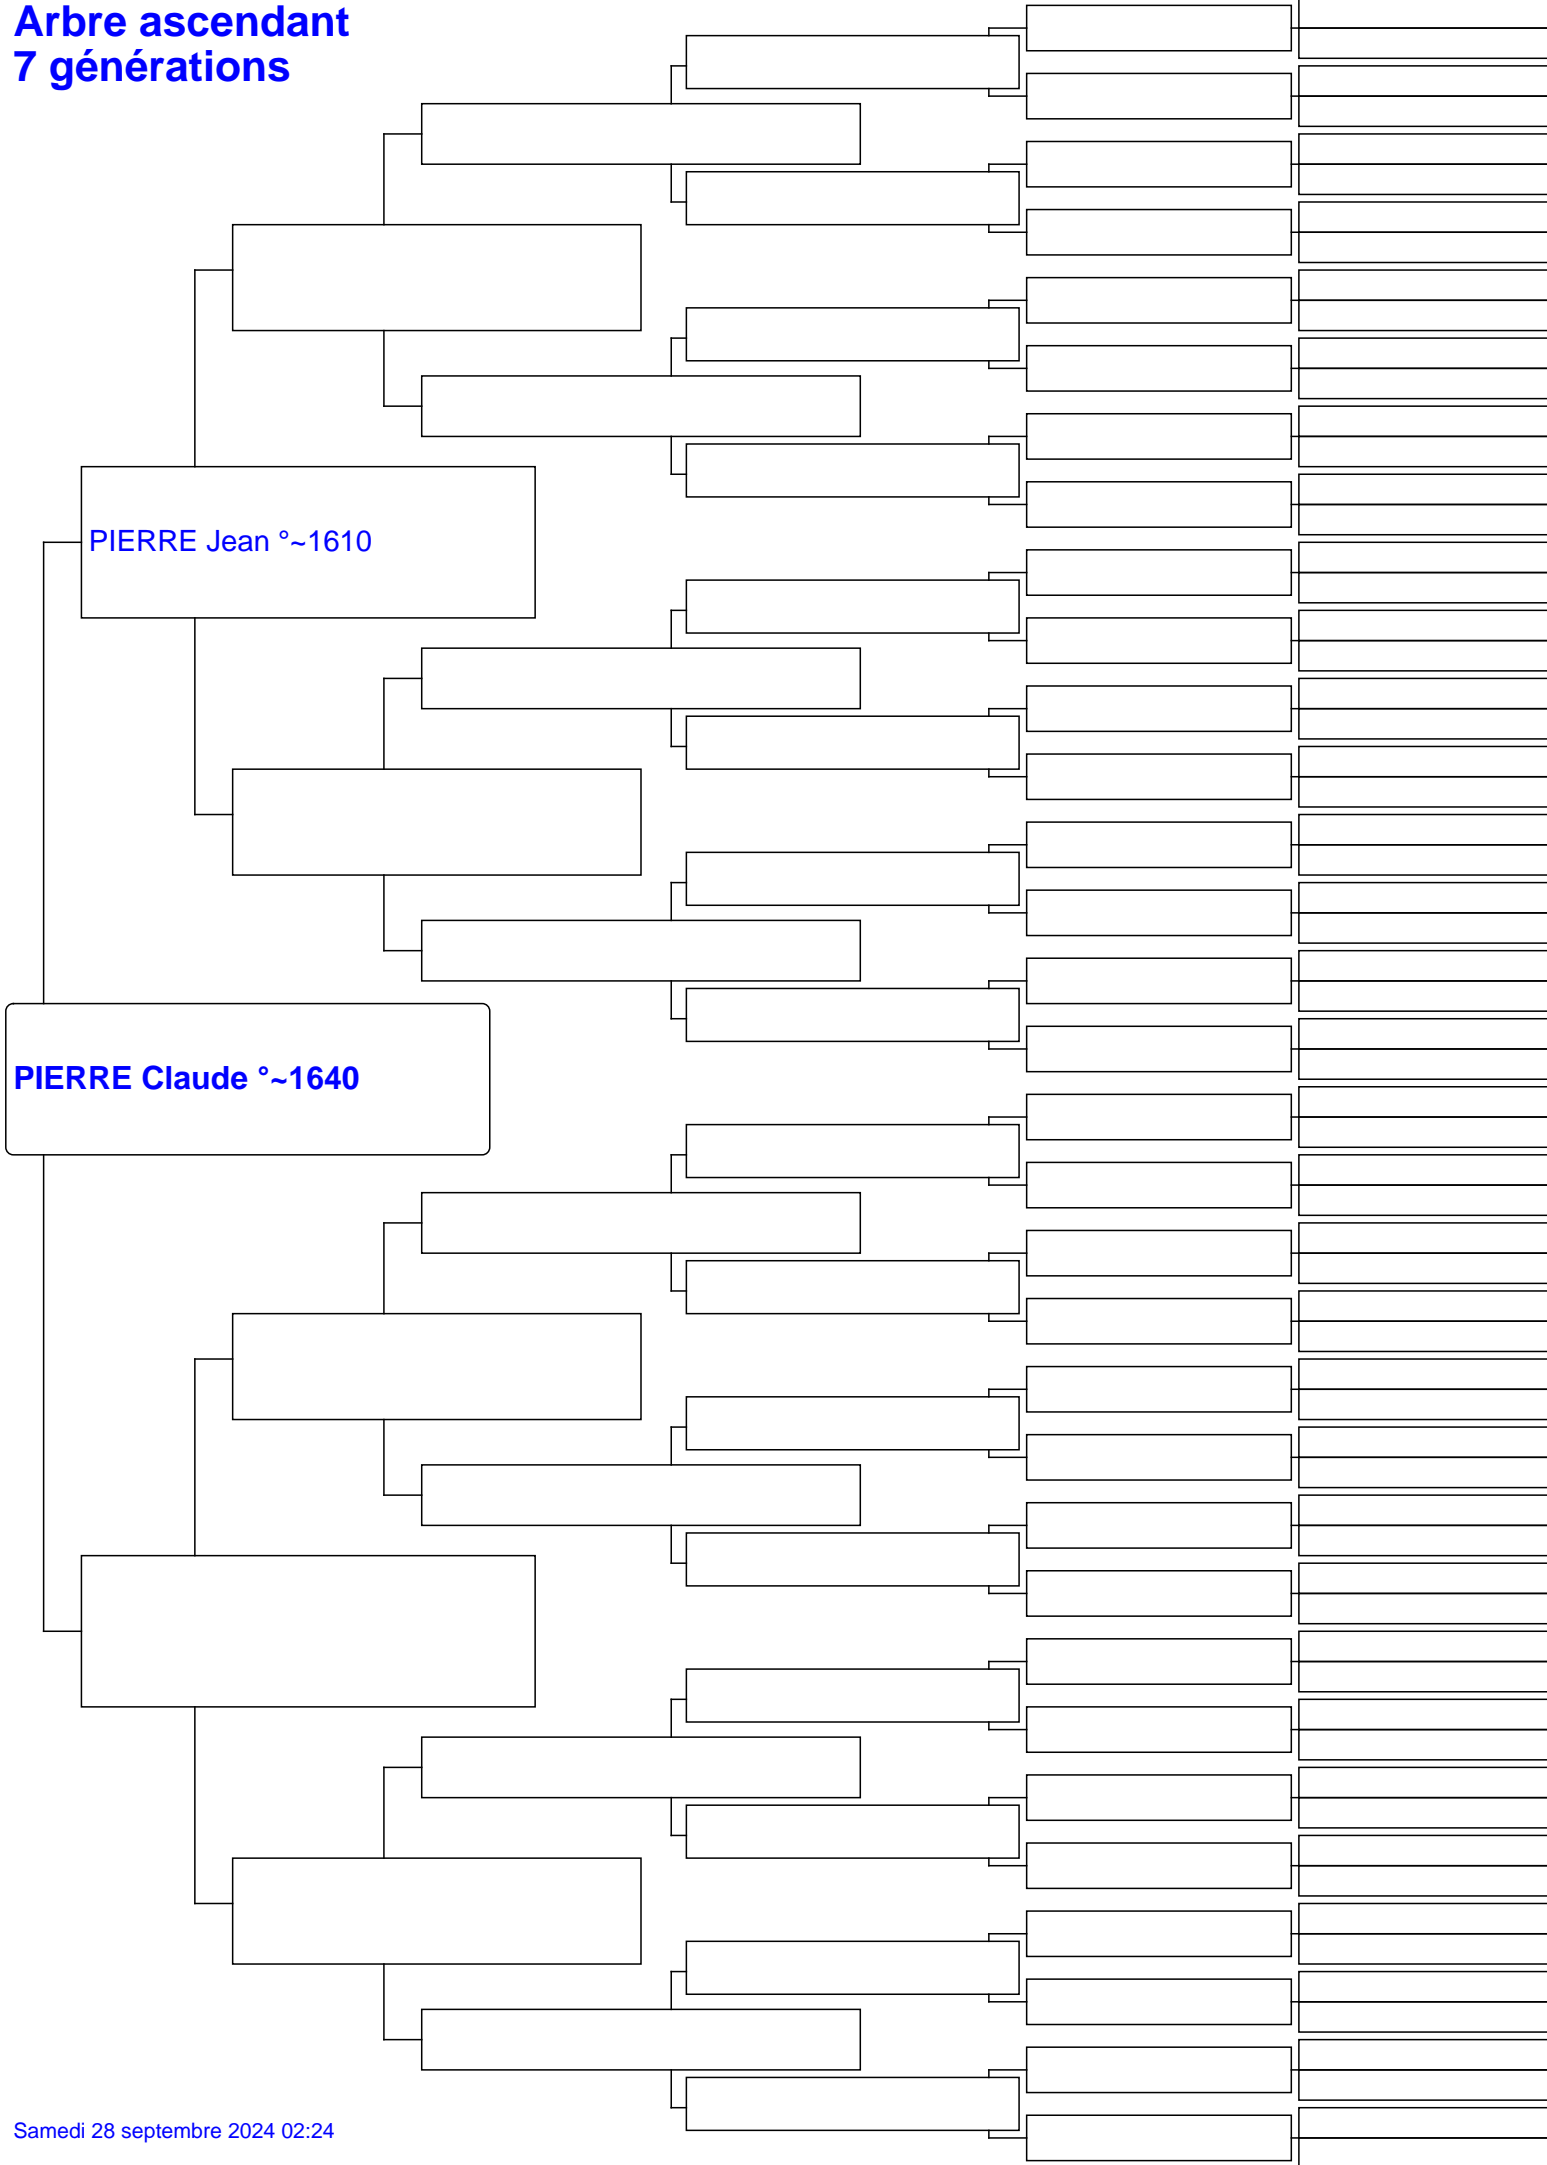 Arbre ascendant
7 générations
PIERRE Jean °~1610
PIERRE Claude °~1640
Samedi 28 septembre 2024 02:24